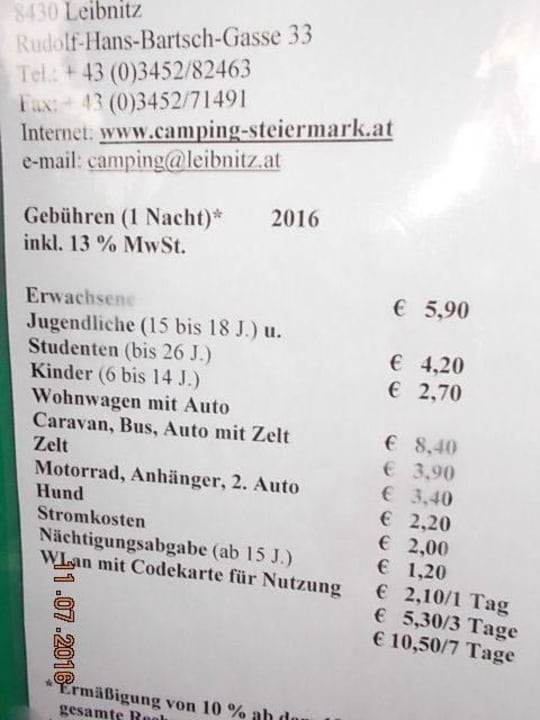 8430 Leibnitz
Rudolf-Hans-Bartsch-Gasse 33
Tel.: + 43 (0)3452/82463
Fax: + 43 (0)3452/71491
Internet: www.camping-steiermark.at
e-mail: camping@leibnitz.at
Gebühren (1 Nacht)* 2016
inkl. 13 % MwSt.
Erwachsene € 5,90
Jugendliche (15 bis 18 J.) u.
Studenten (bis 26 J.) € 4,20
Kinder (6 bis 14 J.) € 2,70
Wohnwagen mit Auto
Caravan, Bus, Auto mit Zelt € 8,40
Zelt € 3,90
Motorrad, Anhänger, 2. Auto € 3,40
Hund € 2,20
Stromkosten € 2,00
Nächtigungsabgabe (ab 15 J.) € 1,20
WLan mit Codekarte für Nutzung € 2,10/1 Tag
€ 5,30/3 Tage
€ 10,50/7 Tage
* Ermäßigung von 10 % ab
gesamte
11.07.2016